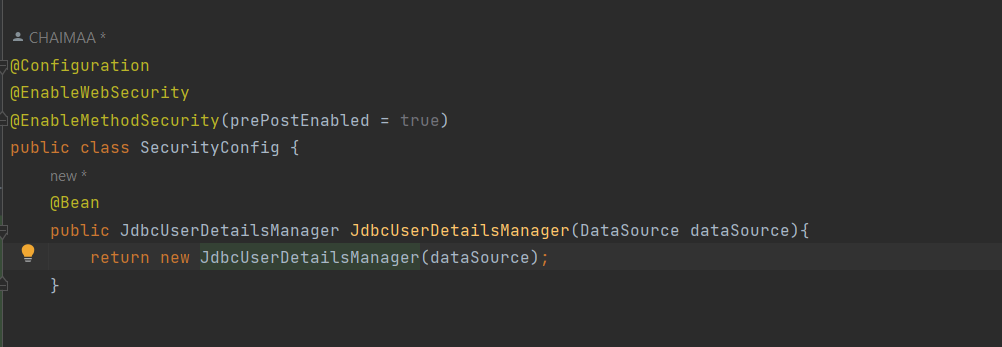 CHAIMAA *
@Configuration
@EnableWebSecurity
@EnableMethodSecurity(prePostEnabled = true)
public class SecurityConfig {
new *
@Bean
public JdbcUserDetailsManager JdbcUserDetailsManager(DataSource dataSource){
return new JdbcUserDetailsManager(dataSource);
}